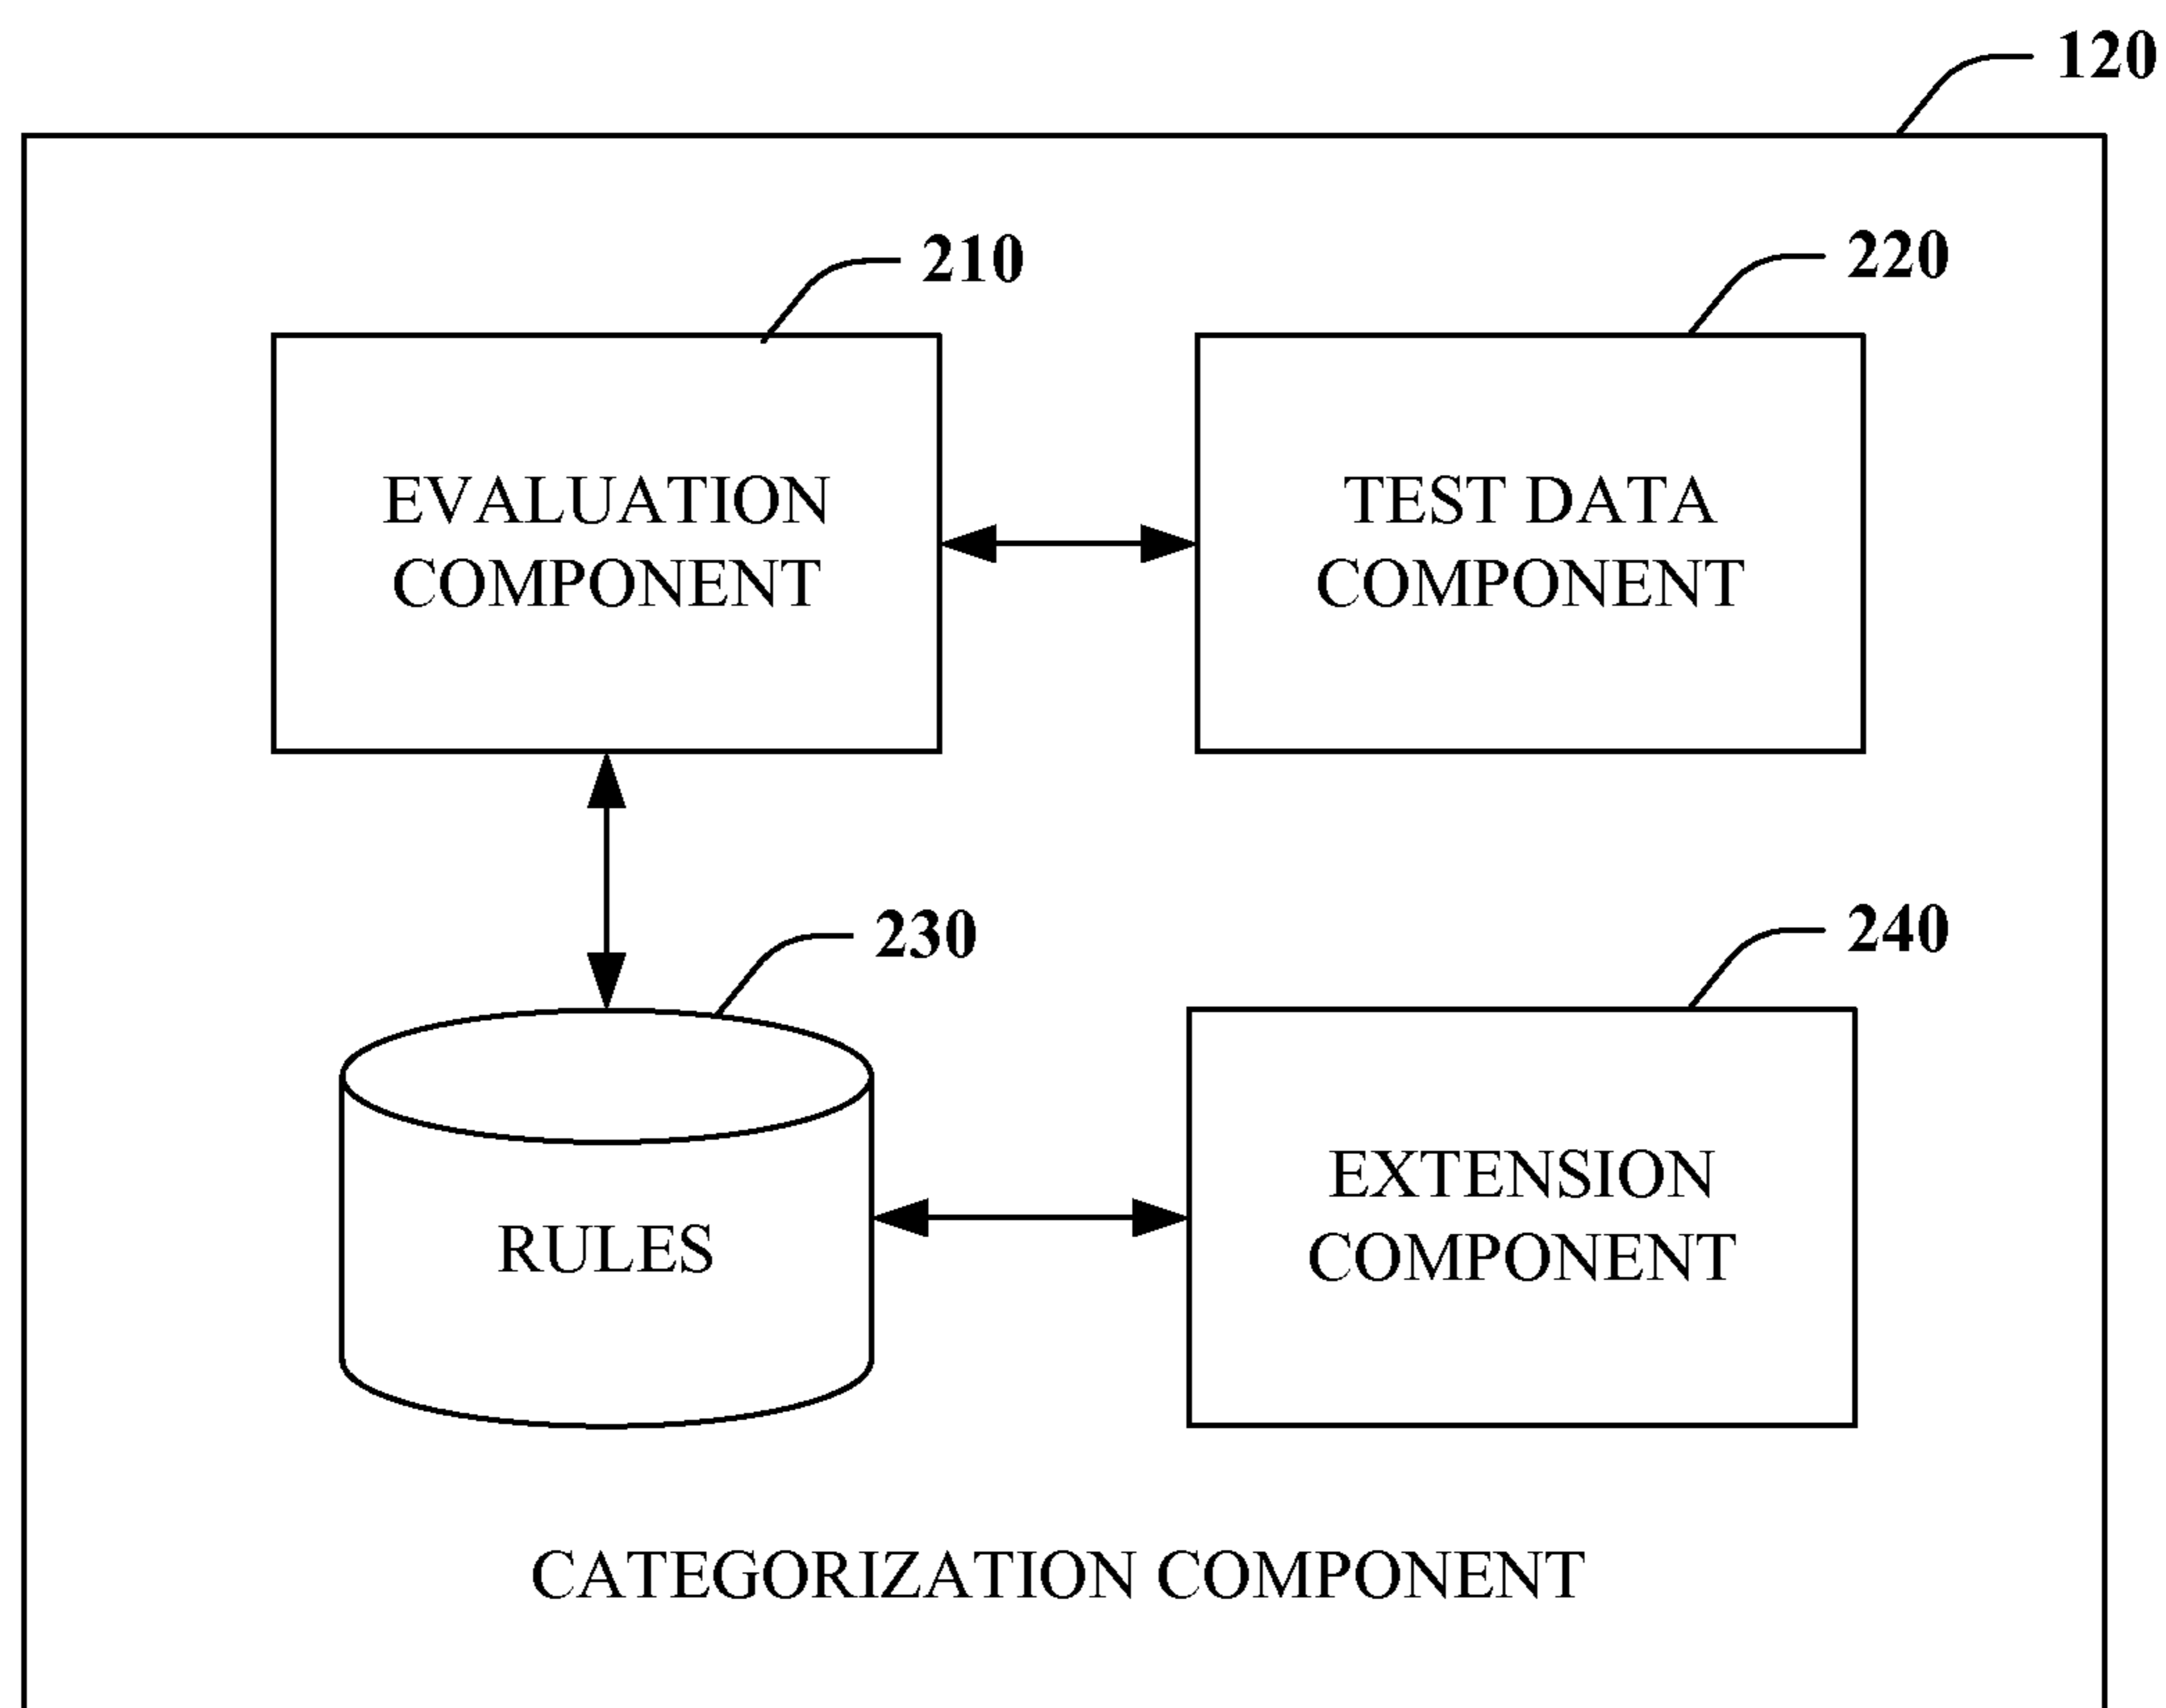 120
210
220
EVALUATION
COMPONENT
TEST DATA
COMPONENT
230
240
RULES
EXTENSION
COMPONENT
CATEGORIZATION COMPONENT